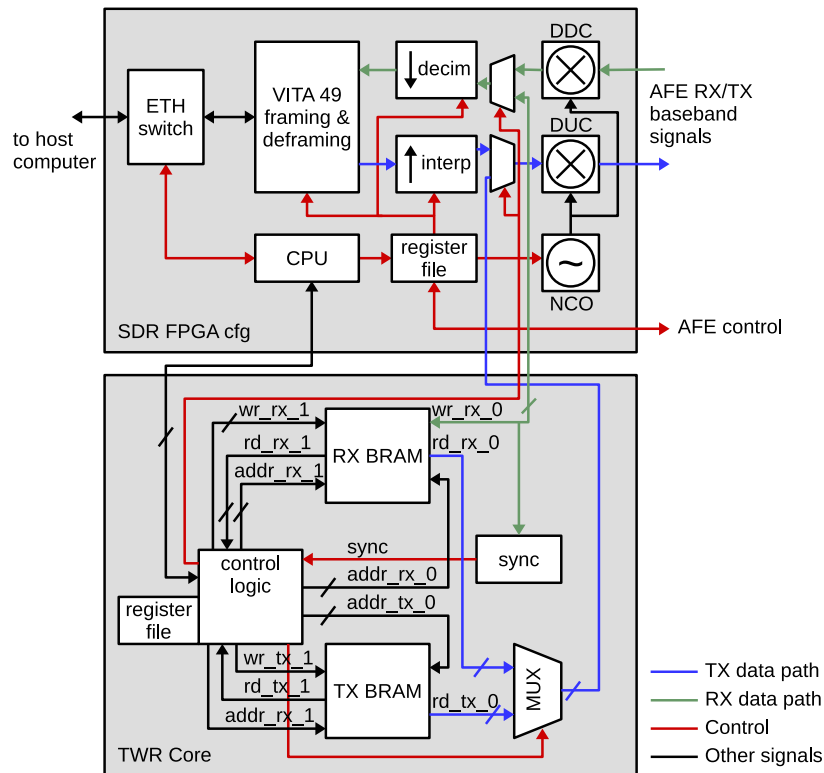 DDC
decim
ETH
switch
VITA 49
framing &
deframing
AFE RX/TX
baseband
signals
to host
computer
DUC
interp
CPU
register
file
~
NCO
SDR FPGA cfg
AFE control
wr_rx_1
wr_rx_0
rd_rx_1
RX BRAM
rd_rx_0
addr_rx_1
sync
sync
control
logic
addr_rx_0
addr_tx_0
register
file
wr_tx_1
rd_tx_1
TX BRAM
rd_tx_0
addr_rx_1
MUX
TWR Core
TX data path
RX data path
Control
Other signals